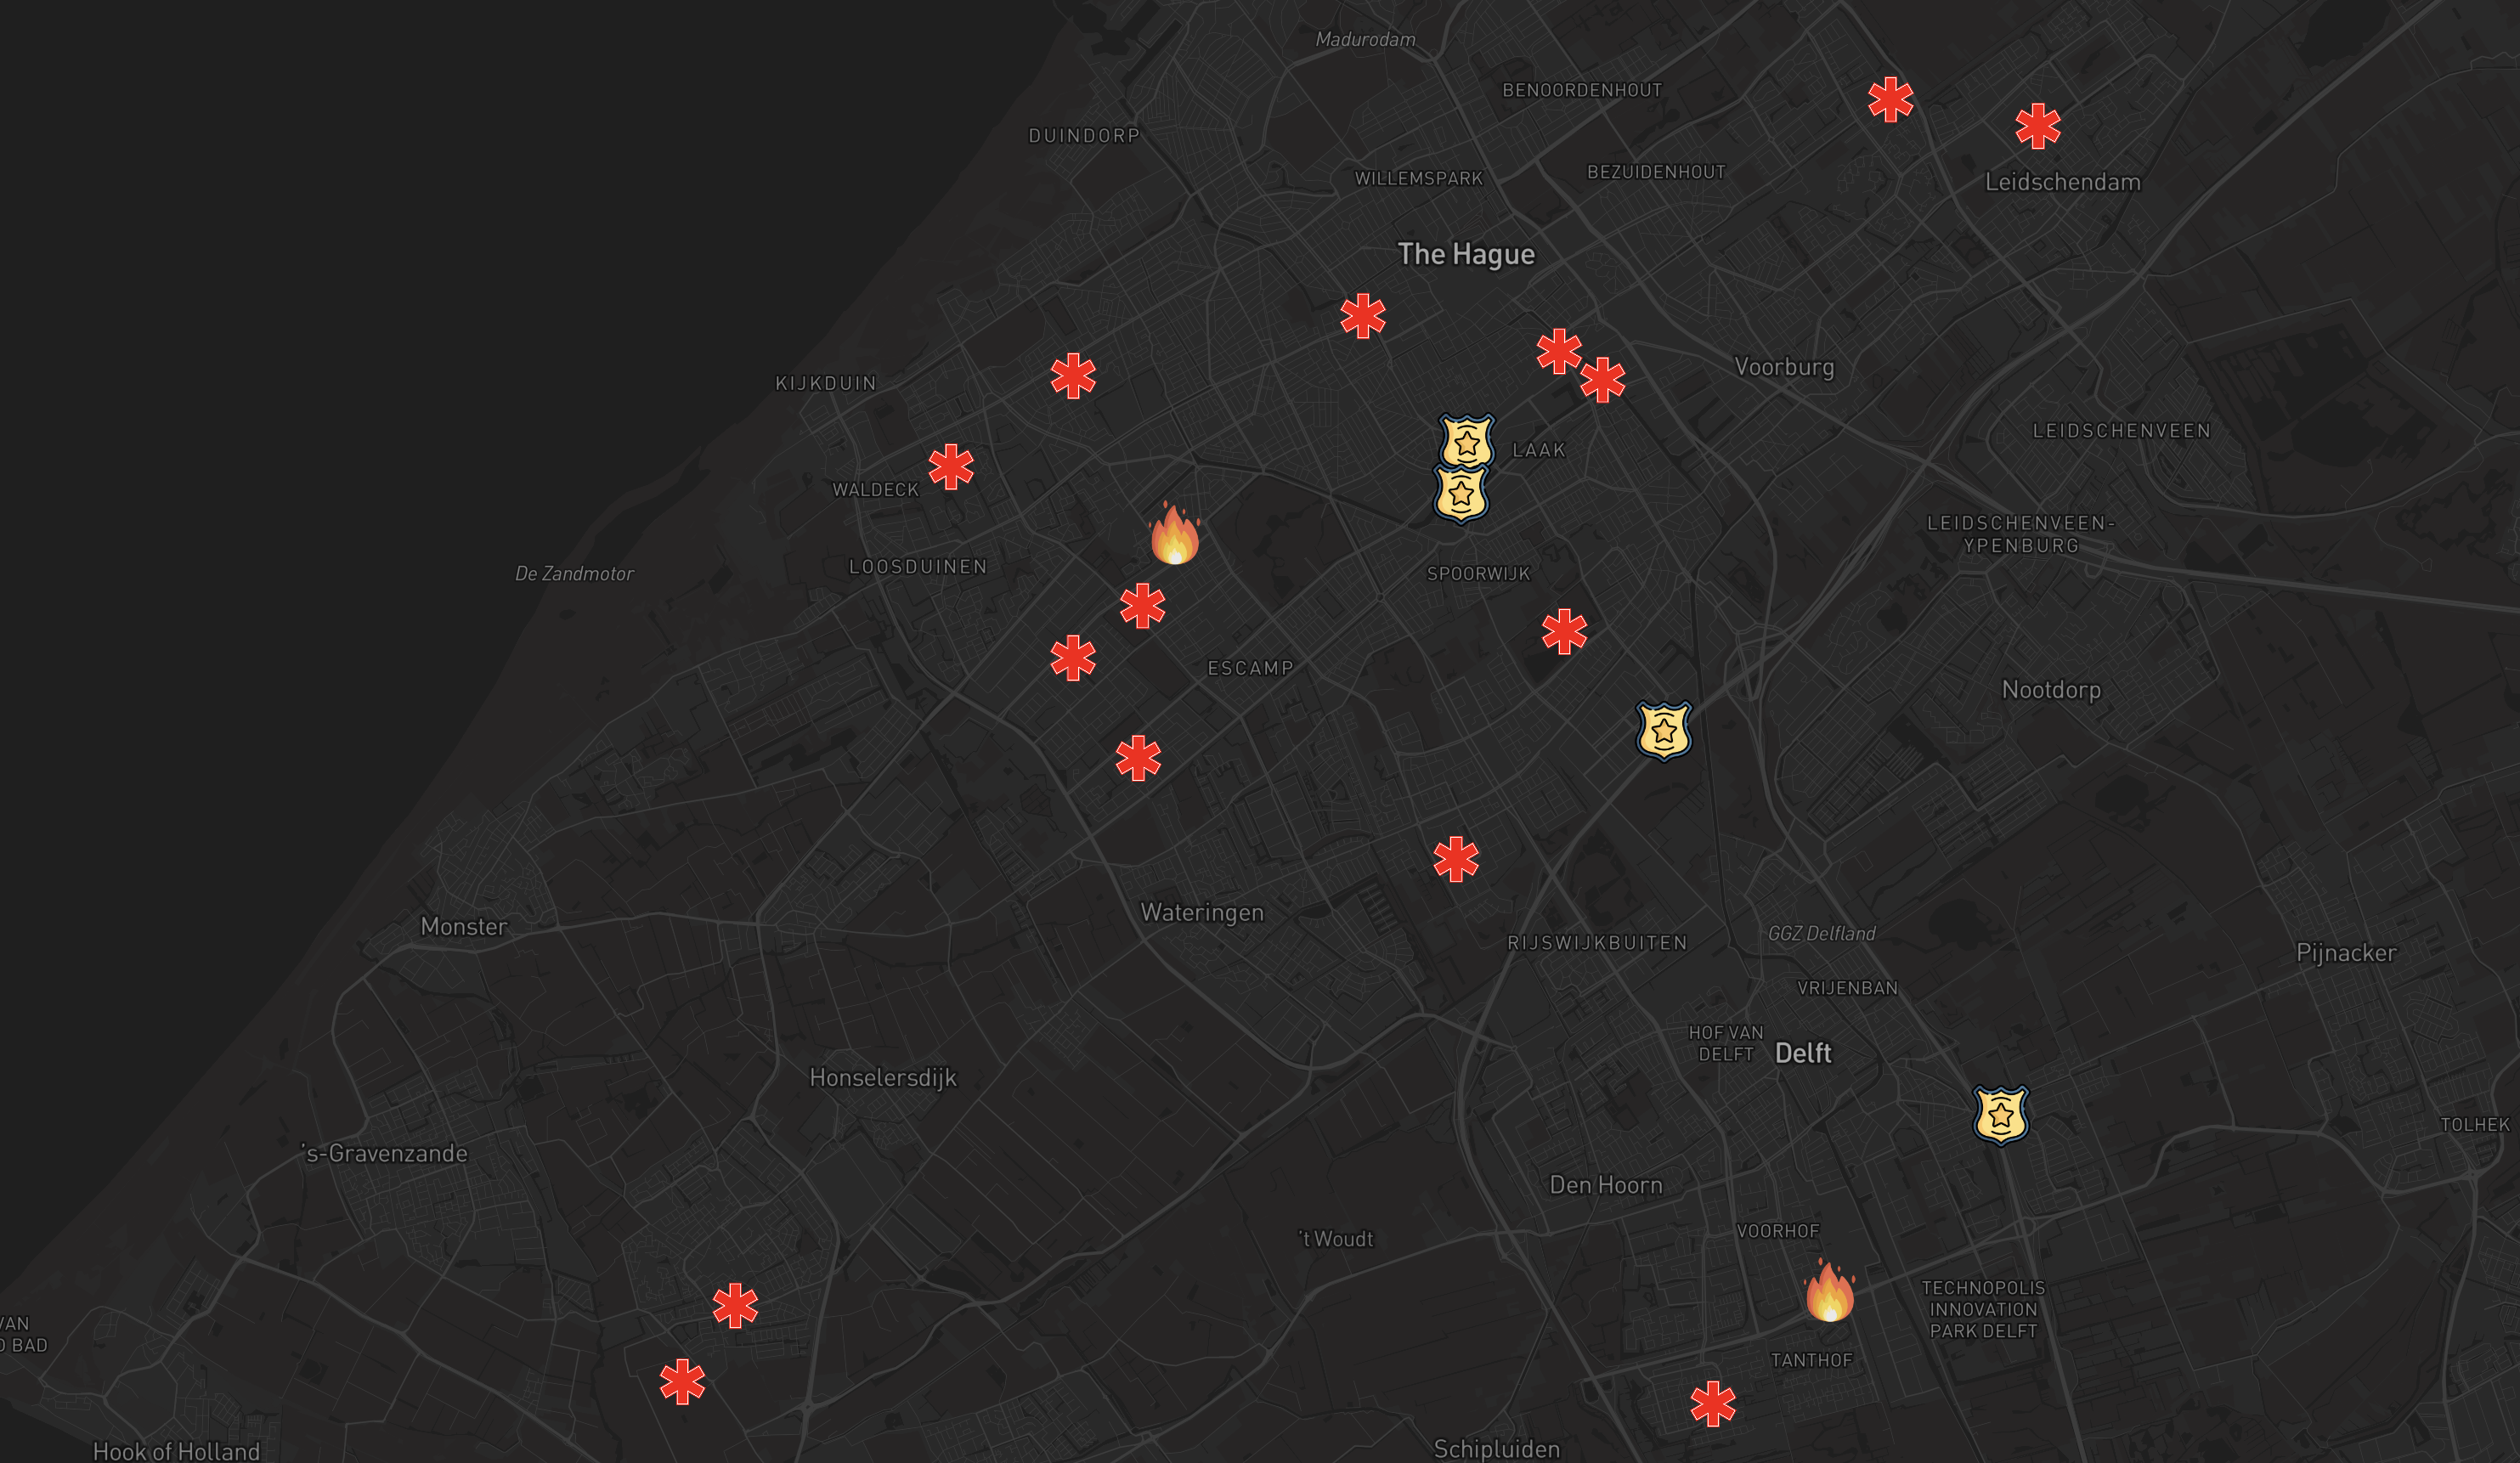 Madurodam
BENOORDENHOUT
DUINDORP
WILLEMSPARK
BEZUIDENHOUT
Leidschendam
The Hague
KIJKDUIN
Voorburg
WALDECK
LAAK
LEIDSCHENVEEN
De Zandmotor
LOOSDUINEN
SPOORWIJK
LEIDSCHENVEEN-
YPENBURG
ESCAMP
Nootdorp
Monster
Wateringen
RIJSWIJKBUITEN
GGZ Delfland
Pijnacker
VRIJENBAN
HOF VAN
DELFT
Delft
Honselersdijk
's-Gravenzande
TOLHEK
Den Hoorn
't Woudt
VOORHOF
TECHNOPOLIS
INNOVATION
PARK DELFT
VAN
BAD
TANTHOF
Hook of Holland
Schipluiden